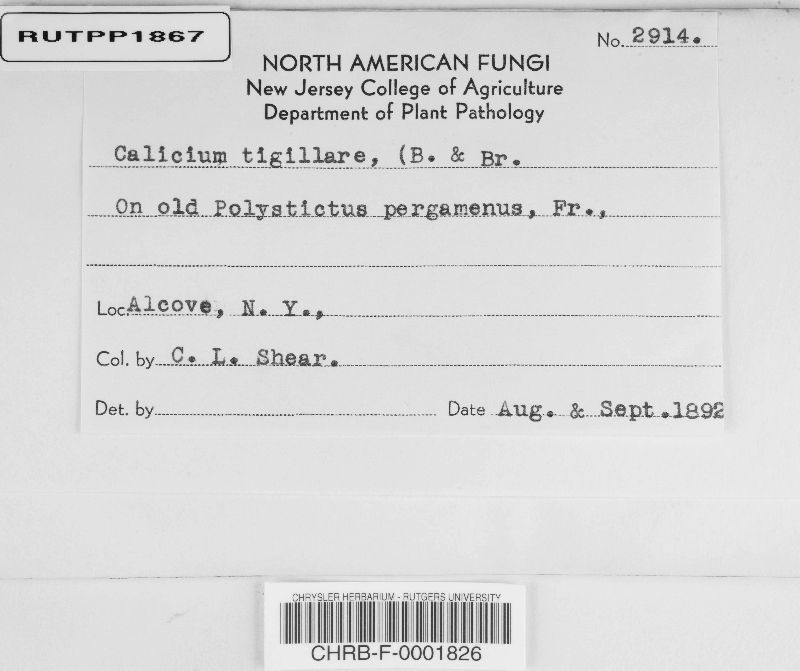 RUTPP1867
No. 2914.
NORTH AMERICAN FUNGI
New Jersey College of Agriculture
Department of Plant Pathology
Calicium tigillare, (B. & Br.
On old Polystictus pergamenus, Fr.,
Loc. Alcove, N. Y.,
Col. by C. L. Shear.
Det. by
Date Aug. & Sept. 1892
CHRYSLER HERBARIUM - RUTGERS UNIVERSITY
CHRB-F-0001826